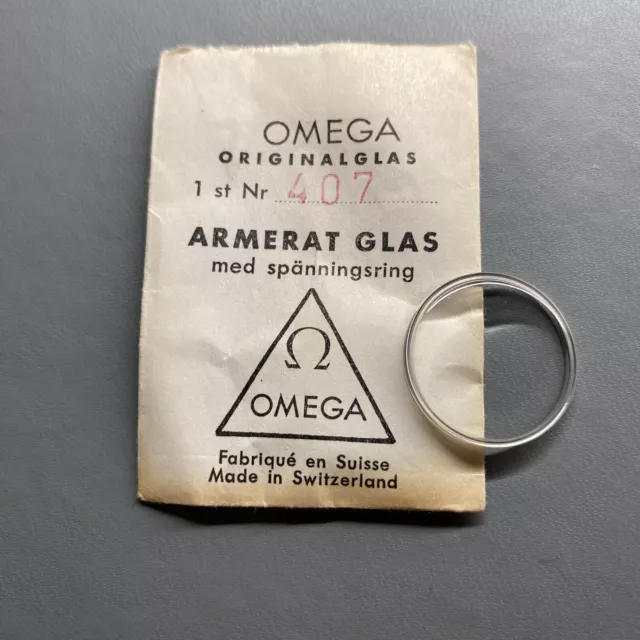 OMEGA
ORIGINALGLAS
1 st Nr 407
ARMERAT GLAS
med spänningsring
Ω
OMEGA
Fabriqué en Suisse
Made in Switzerland